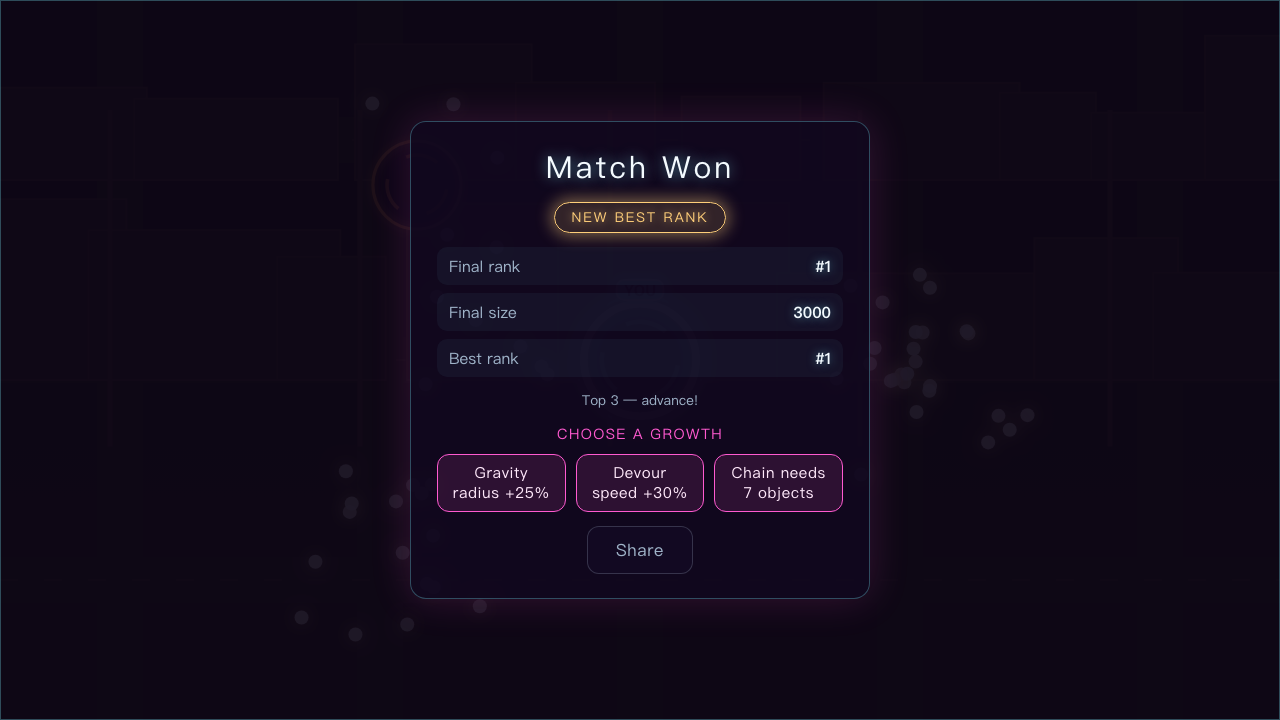 Match Won
NEW BEST RANK
Final rank #1
Final size 3000
Best rank #1
Top 3 — advance!
CHOOSE A GROWTH
Gravity
radius +25%
Devour
speed +30%
Chain needs
7 objects
Share